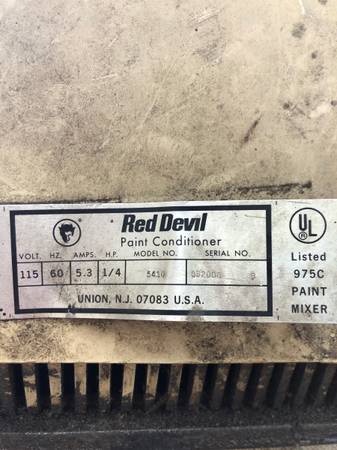 Red Devil
Paint Conditioner
VOLT. HZ. AMPS. H.P. MODEL NO. SERIAL NO.
115 60 5.3 1/4 5410
UNION, N.J. 07083 U.S.A.
UL
Listed
975C
PAINT
MIXER